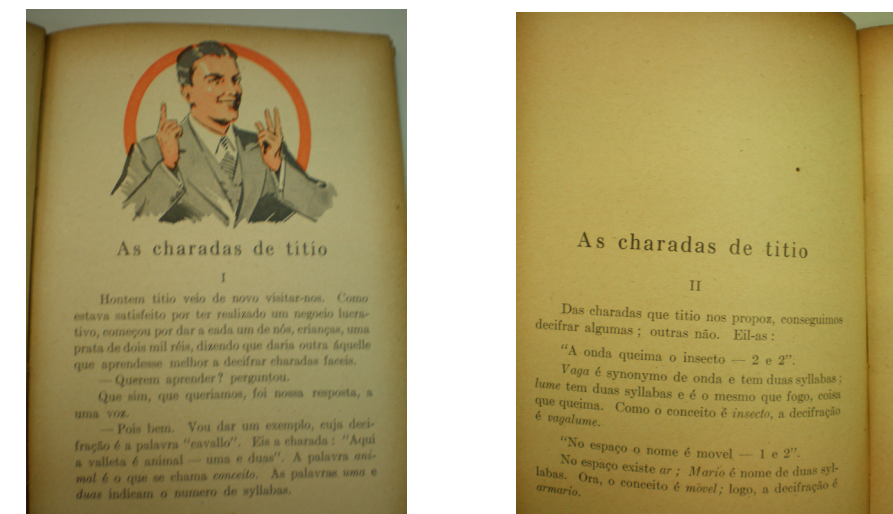 As charadas de titio
I
Hontem titio veio de novo visitar-nos. Como
estava satisfeito por ter realizado um negocio lucra-
tivo, começou por dar a cada um de nós, crianças, uma
prata de dois mil réis, dizendo que daria outra áquelle
que aprendesse melhor a decifrar charadas faceis.
— Querem aprender? perguntou.
Que sim, que queriamos, foi nossa resposta, a
uma voz.
— Pois bem. Vou dar um exemplo, cuja deci-
fração é a palavra "cavallo". Eis a charada: "Aqui
a valleta é animal — uma e duas". A palavra ani-
mal é o que se chama conceito. As palavras uma e
duas indicam o numero de syllabas.
As charadas de titio
II
Das charadas que titio nos propoz, conseguimos
decifrar algumas; outras não. Eil-as:
"A onda queima o insecto — 2 e 2".
Vaga é synonymo de onda e tem duas syllabas;
lume tem duas syllabas e é o mesmo que fogo, coisa
que queima. Como o conceito é insecto, a decifração
é vagalume.
"No espaço o nome é movel — 1 e 2".
No espaço existe ar; Mario é nome de duas syl-
labas. Ora, o conceito é movel; logo, a decifração é
armario.